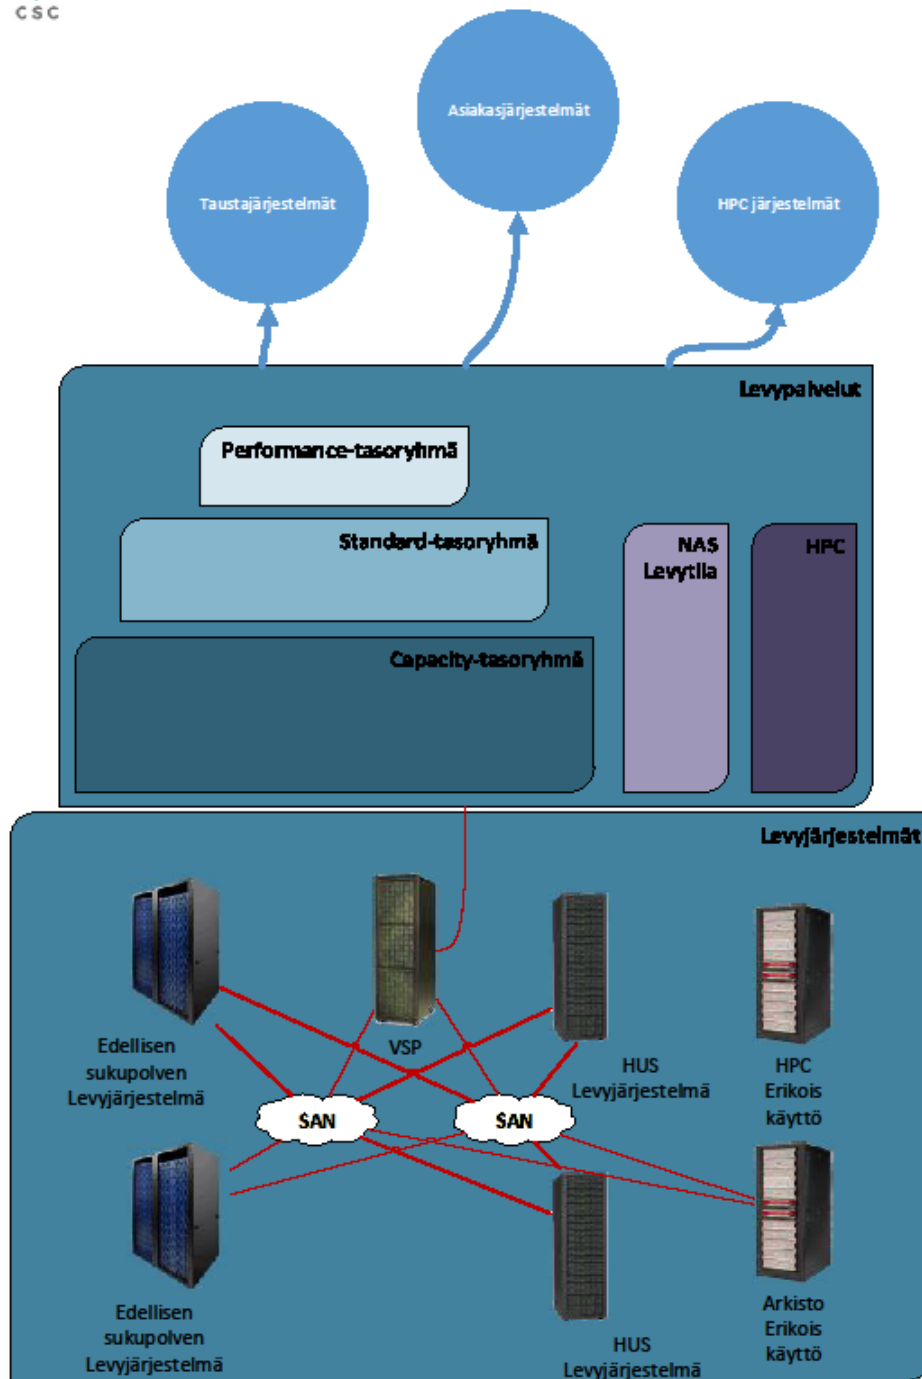 CSC
Asiakasjärjestelmät
Taustajärjestelmät
HPC järjestelmät
Levypalvelut
Performance-tasoryhmä
Standard-tasoryhmä
NAS
Levytila
HPC
Capacity-tasoryhmä
Levyjärjestelmät
Edellisen
sukupolven
Levyjärjestelmä
VSP
HUS
Levyjärjestelmä
HPC
Erikois
käyttö
SAN
SAN
Edellisen
sukupolven
Levyjärjestelmä
HUS
Levyjärjestelmä
Arkisto
Erikois
käyttö